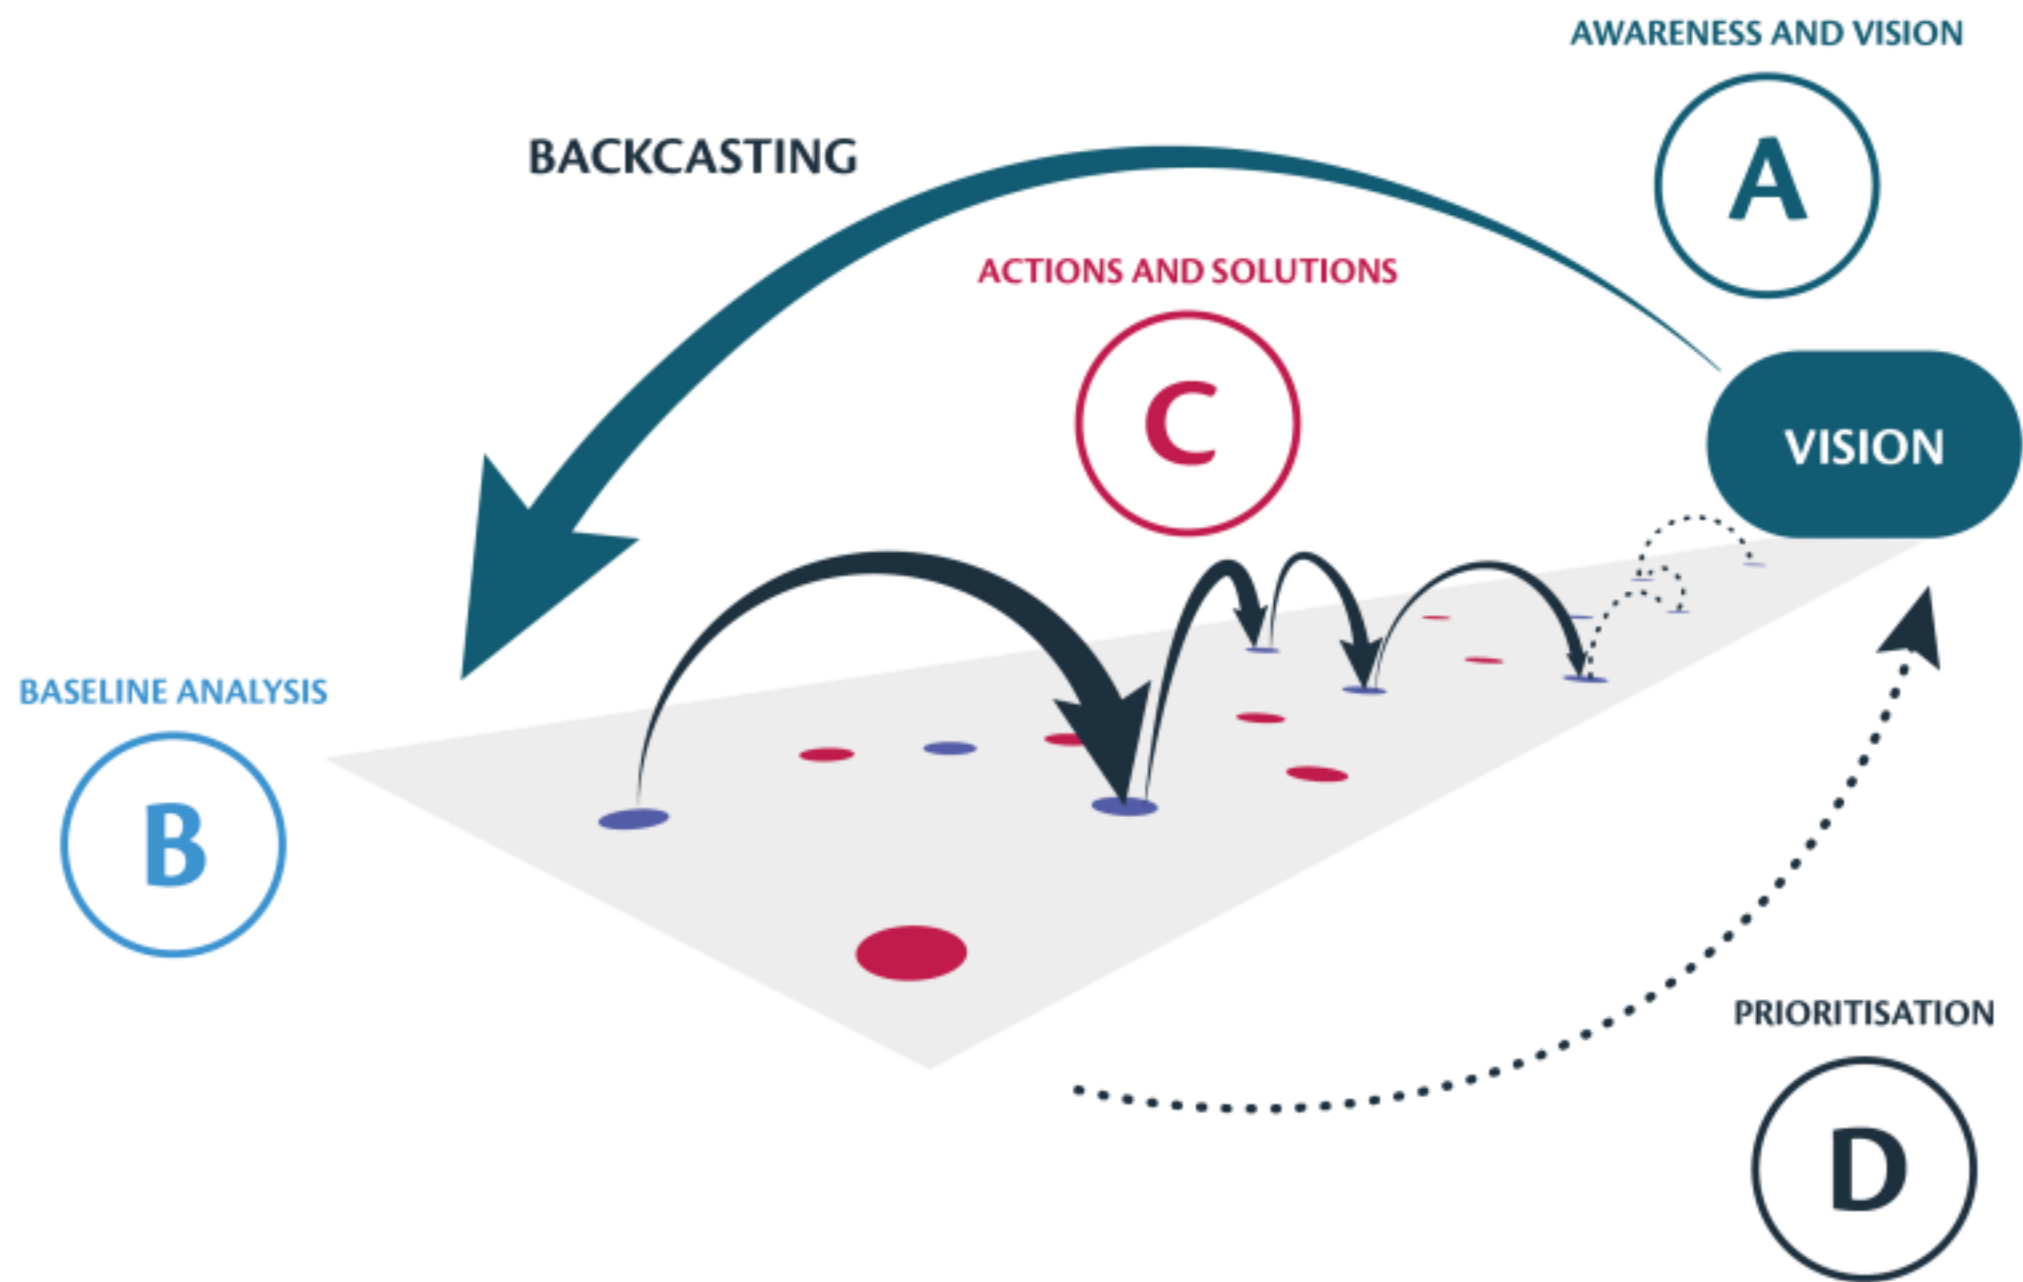 AWARENESS AND VISION
A
BACKCASTING
ACTIONS AND SOLUTIONS
C
VISION
BASELINE ANALYSIS
B
PRIORITISATION
D